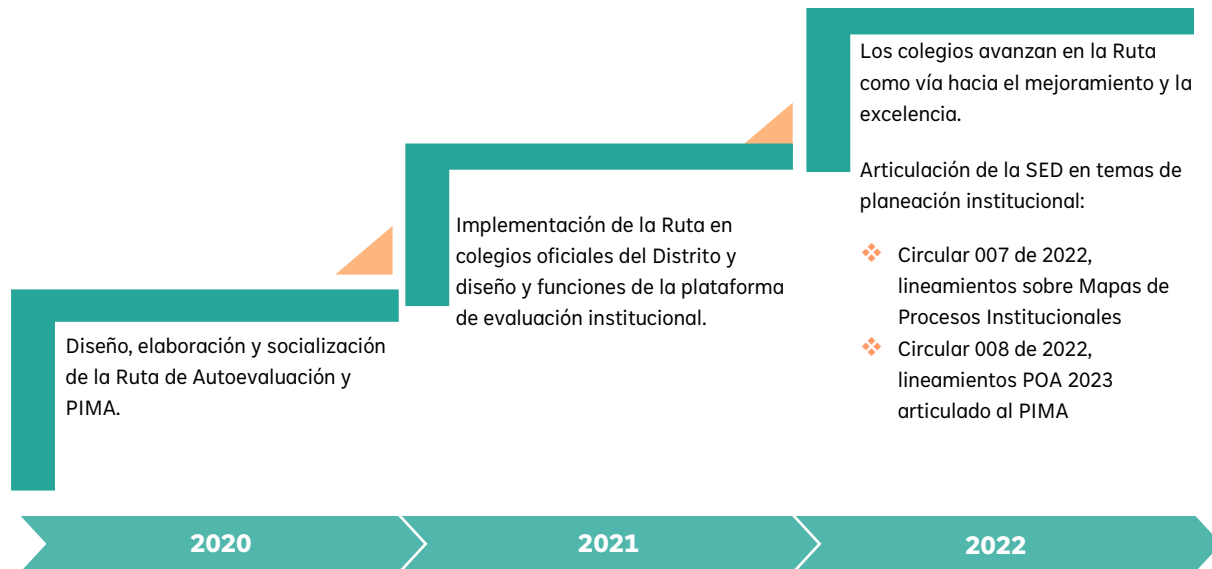 Diseño, elaboración y socialización
de la Ruta de Autoevaluación y
PIMA.
Implementación de la Ruta en
colegios oficiales del Distrito y
diseño y funciones de la plataforma
de evaluación institucional.
Los colegios avanzan en la Ruta
como vía hacia el mejoramiento y la
excelencia.
Articulación de la SED en temas de
planeación institucional:
Circular 007 de 2022,
lineamientos sobre Mapas de
Procesos Institucionales
Circular 008 de 2022,
lineamientos POA 2023
articulado al PIMA
2020
2021
2022